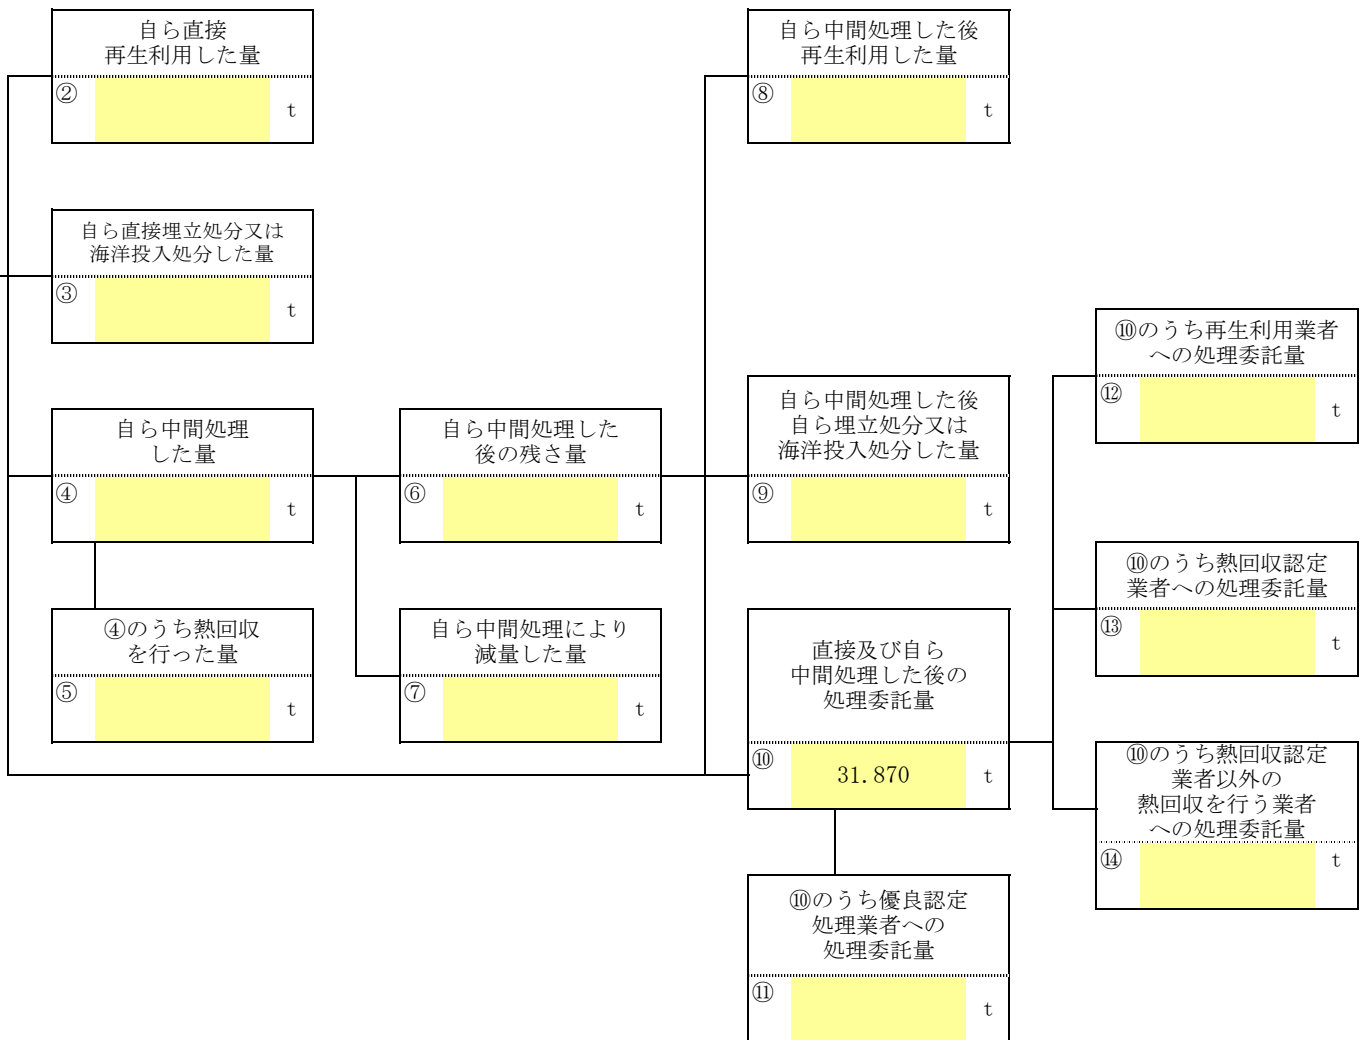 自ら直接
再生利用した量
②
t
自ら中間処理した後
再生利用した量
⑧
t
自ら直接埋立処分又は
海洋投入処分した量
③
t
⑩のうち再生利用業者
への処理委託量
⑫
t
自ら中間処理
した量
④
t
自ら中間処理した
後の残さ量
⑥
t
自ら中間処理した後
自ら埋立処分又は
海洋投入処分した量
⑨
t
⑩のうち熱回収認定
業者への処理委託量
⑬
t
④のうち熱回収
を行った量
⑤
t
自ら中間処理により
減量した量
⑦
t
直接及び自ら
中間処理した後の
処理委託量
⑩
31.870
t
⑩のうち熱回収認定
業者以外の
熱回収を行う業者
への処理委託量
⑭
t
⑩のうち優良認定
処理業者への
処理委託量
⑪
t